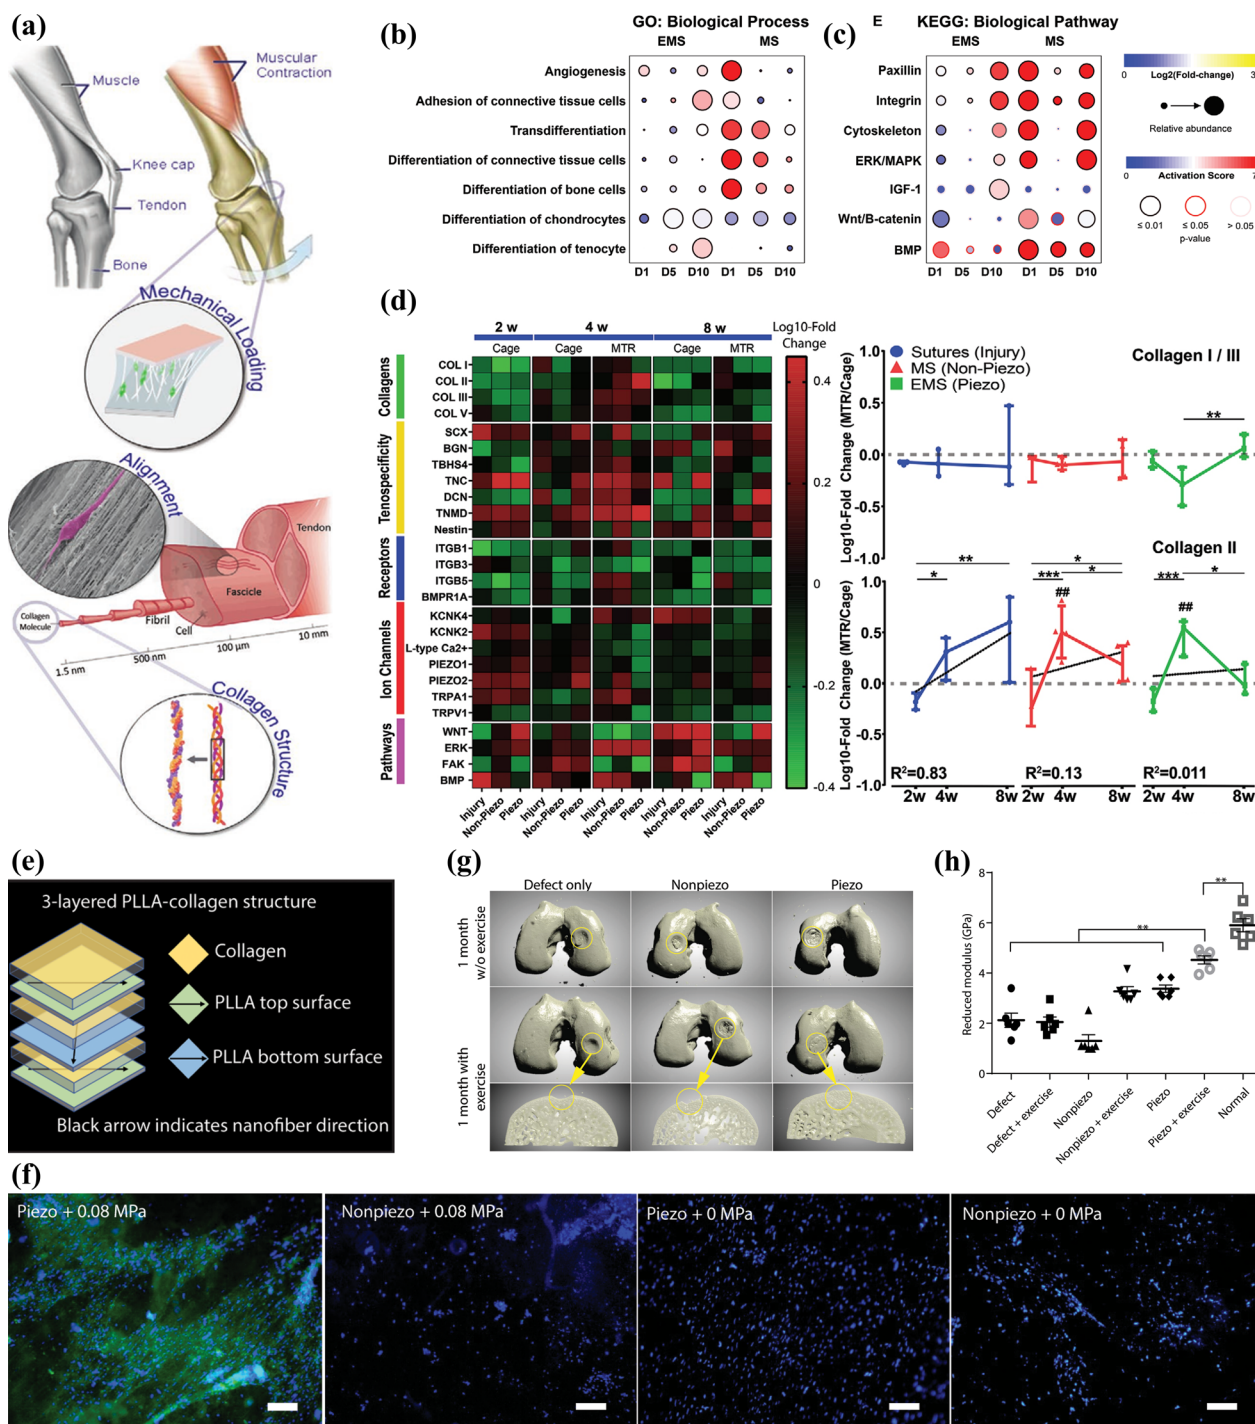 (a)
Muscle
Muscular
Contraction
Knee cap
Tendon
Bone
Mechanical Loading
Alignment
Tendon
Fascicle
Collagen
Molecule
Fibril
Cell
1.5 nm
500 nm
100 μm
10 mm
Collagen Structure
(b)
GO: Biological Process
EMS
MS
Angiogenesis
Adhesion of connective tissue cells
Transdifferentiation
Differentiation of connective tissue cells
Differentiation of bone cells
Differentiation of chondrocytes
Differentiation of tenocyte
D1 D5 D10 D1 D5 D10
(c)
E
KEGG: Biological Pathway
EMS
MS
Paxillin
Integrin
Cytoskeleton
ERK/MAPK
IGF-1
Wnt/B-catenin
BMP
D1 D5 D10 D1 D5 D10
0 Log2(Fold-change) 3
Relative abundance
0 Activation Score 7
≤ 0.01 ≤ 0.05 > 0.05
p-value
(d)
2 w 4 w 8 w
Cage Cage MTR Cage MTR
Log10-Fold
Change
Collagens
COL I
COL II
COL III
COL V
Tenospecificity
SCX
BGN
TBHS4
TNC
DCN
TNMD
Nestin
Receptors
ITGB1
ITGB3
ITGB5
BMPR1A
Ion Channels
KCNK4
KCNK2
L-type Ca2+
PIEZO1
PIEZO2
TRPA1
TRPV1
Pathways
WNT
ERK
FAK
BMP
Injury Non-Piezo Piezo Injury Non-Piezo Piezo Injury Non-Piezo Piezo Injury Non-Piezo Piezo Injury Non-Piezo Piezo
0.4
0.2
0
-0.2
-0.4
Sutures (Injury)
MS (Non-Piezo)
EMS (Piezo)
Collagen I / III
Log10-Fold Change (MTR/Cage)
1.0
0.5
0.0
-0.5
-1.0
**
Collagen II
Log10-Fold Change (MTR/Cage)
1.0
0.5
0.0
-0.5
-1.0
**
*
*
***
*
##
***
*
##
R²=0.83
R²=0.13
R²=0.011
2w 4w 8w 2w 4w 8w 2w 4w 8w
(e)
3-layered PLLA-collagen structure
Collagen
PLLA top surface
PLLA bottom surface
Black arrow indicates nanofiber direction
(g)
Defect only
Nonpiezo
Piezo
1 month
w/o exercise
1 month with
exercise
(h)
Reduced modulus (GPa)
8
6
4
2
0
**
**
Defect
Defect + exercise
Nonpiezo
Nonpiezo + exercise
Piezo
Piezo + exercise
Normal
(f)
Piezo + 0.08 MPa
Nonpiezo + 0.08 MPa
Piezo + 0 MPa
Nonpiezo + 0 MPa